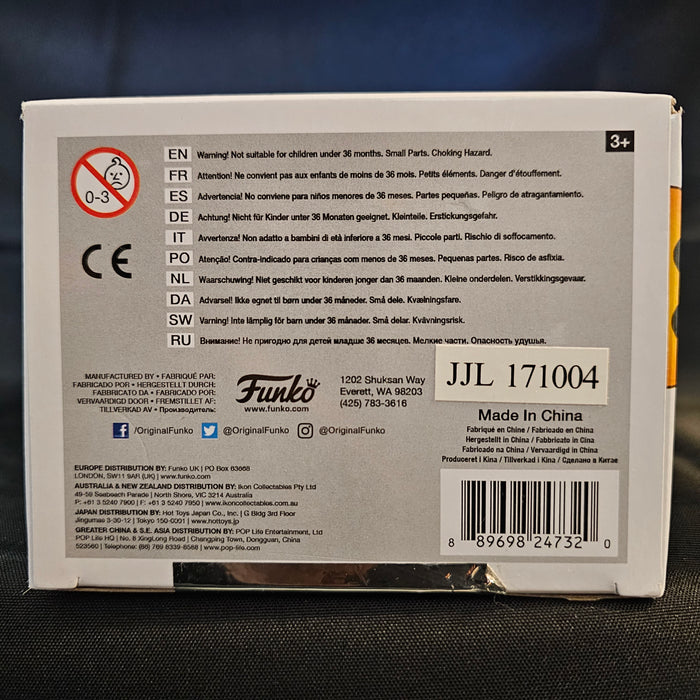 3+
0-3
EN Warning! Not suitable for children under 36 months. Small Parts. Choking Hazard.
FR Attention! Ne convient pas aux enfants de moins de 36 mois. Petits éléments. Danger d'étouffement.
ES Advertencia! No conviene para niños menores de 36 meses. Partes pequeñas. Peligro de atragantamiento.
DE Achtung! Nicht für Kinder unter 36 Monaten geeignet. Kleinteile. Erstickungsgefahr.
IT Avvertenza! Non adatto a bambini di età inferiore a 36 mesi. Piccole parti. Rischio di soffocamento.
PO Atenção! Contra-indicado para crianças com menos de 36 meses. Pequenas partes. Risco de asfixia.
NL Waarschuwing! Niet geschikt voor kinderen jonger dan 36 maanden. Kleine onderdelen. Verstikkingsgevaar.
DA Advarsel! Ikke egnet til børn under 36 måneder. Små dele. Kvælningsfare.
SW Varning! Inte lämplig för barn under 36 månader. Små delar. Kvävningsrisk.
RU Внимание! Не пригодно для детей младше 36 месяцев. Мелкие части. Опасность удушья.
CE
MANUFACTURED BY • FABRIQUÉ PAR:
FABRICADO POR • HERGESTELLT DURCH:
FABBRICATO DA • FABRICADO POR:
VERVAARDIGD DOOR • FREMSTILLET AF:
TILLVERKAD AV • Производитель:
Funko
www.funko.com
1202 Shuksan Way
Everett, WA 98203
(425) 783-3616
JJL 171004
/OriginalFunko @OriginalFunko @OriginalFunko
Made In China
Fabriqué en Chine / Fabricado en China
Hergestellt in China / Fabbricato in Cina
Fabricado na China / Vervaardigd in China
Produceret i Kina / Tillverkad i Kina / Сделано в Китае
EUROPE DISTRIBUTION BY: Funko UK | PO Box 63668
LONDON, SW11 9AR (UK) | www.funko.com
AUSTRALIA & NEW ZEALAND DISTRIBUTION BY: Ikon Collectables Pty Ltd
49-59 Seabeach Parade | North Shore, VIC 3214 Australia
P: +61 3 5240 7900 | F: +61 3 5240 7950 | www.ikoncollectables.com.au
JAPAN DISTRIBUTION BY: Hot Toys Japan Co., Inc. | G Bldg 3rd Floor
Jingumae 3-30-12 | Tokyo 150-0001 | www.hottoys.jp
GREATER CHINA & S.E. ASIA DISTRIBUTION BY: POP Life Entertainment, Ltd
POP Life HQ | No. 8 XingLong Road | Changping Town, Dongguan, China
523560 | Telephone: (86) 769 8339-8588 | www.pop-life.com
8 89698 24732 0